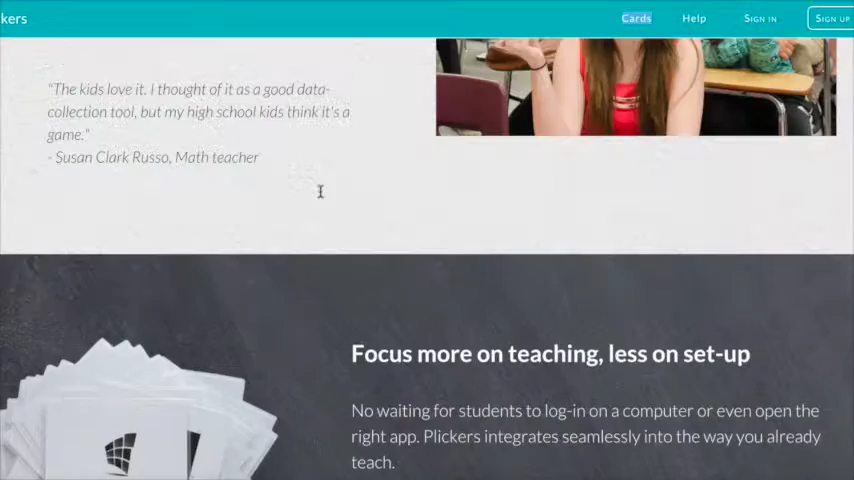 kers
Cards
Help
Sign in
Sign up
"The kids love it. I thought of it as a good data-
collection tool, but my high school kids think it's a
game."
- Susan Clark Russo, Math teacher
Focus more on teaching, less on set-up
No waiting for students to log-in on a computer or even open the
right app. Plickers integrates seamlessly into the way you already
teach.